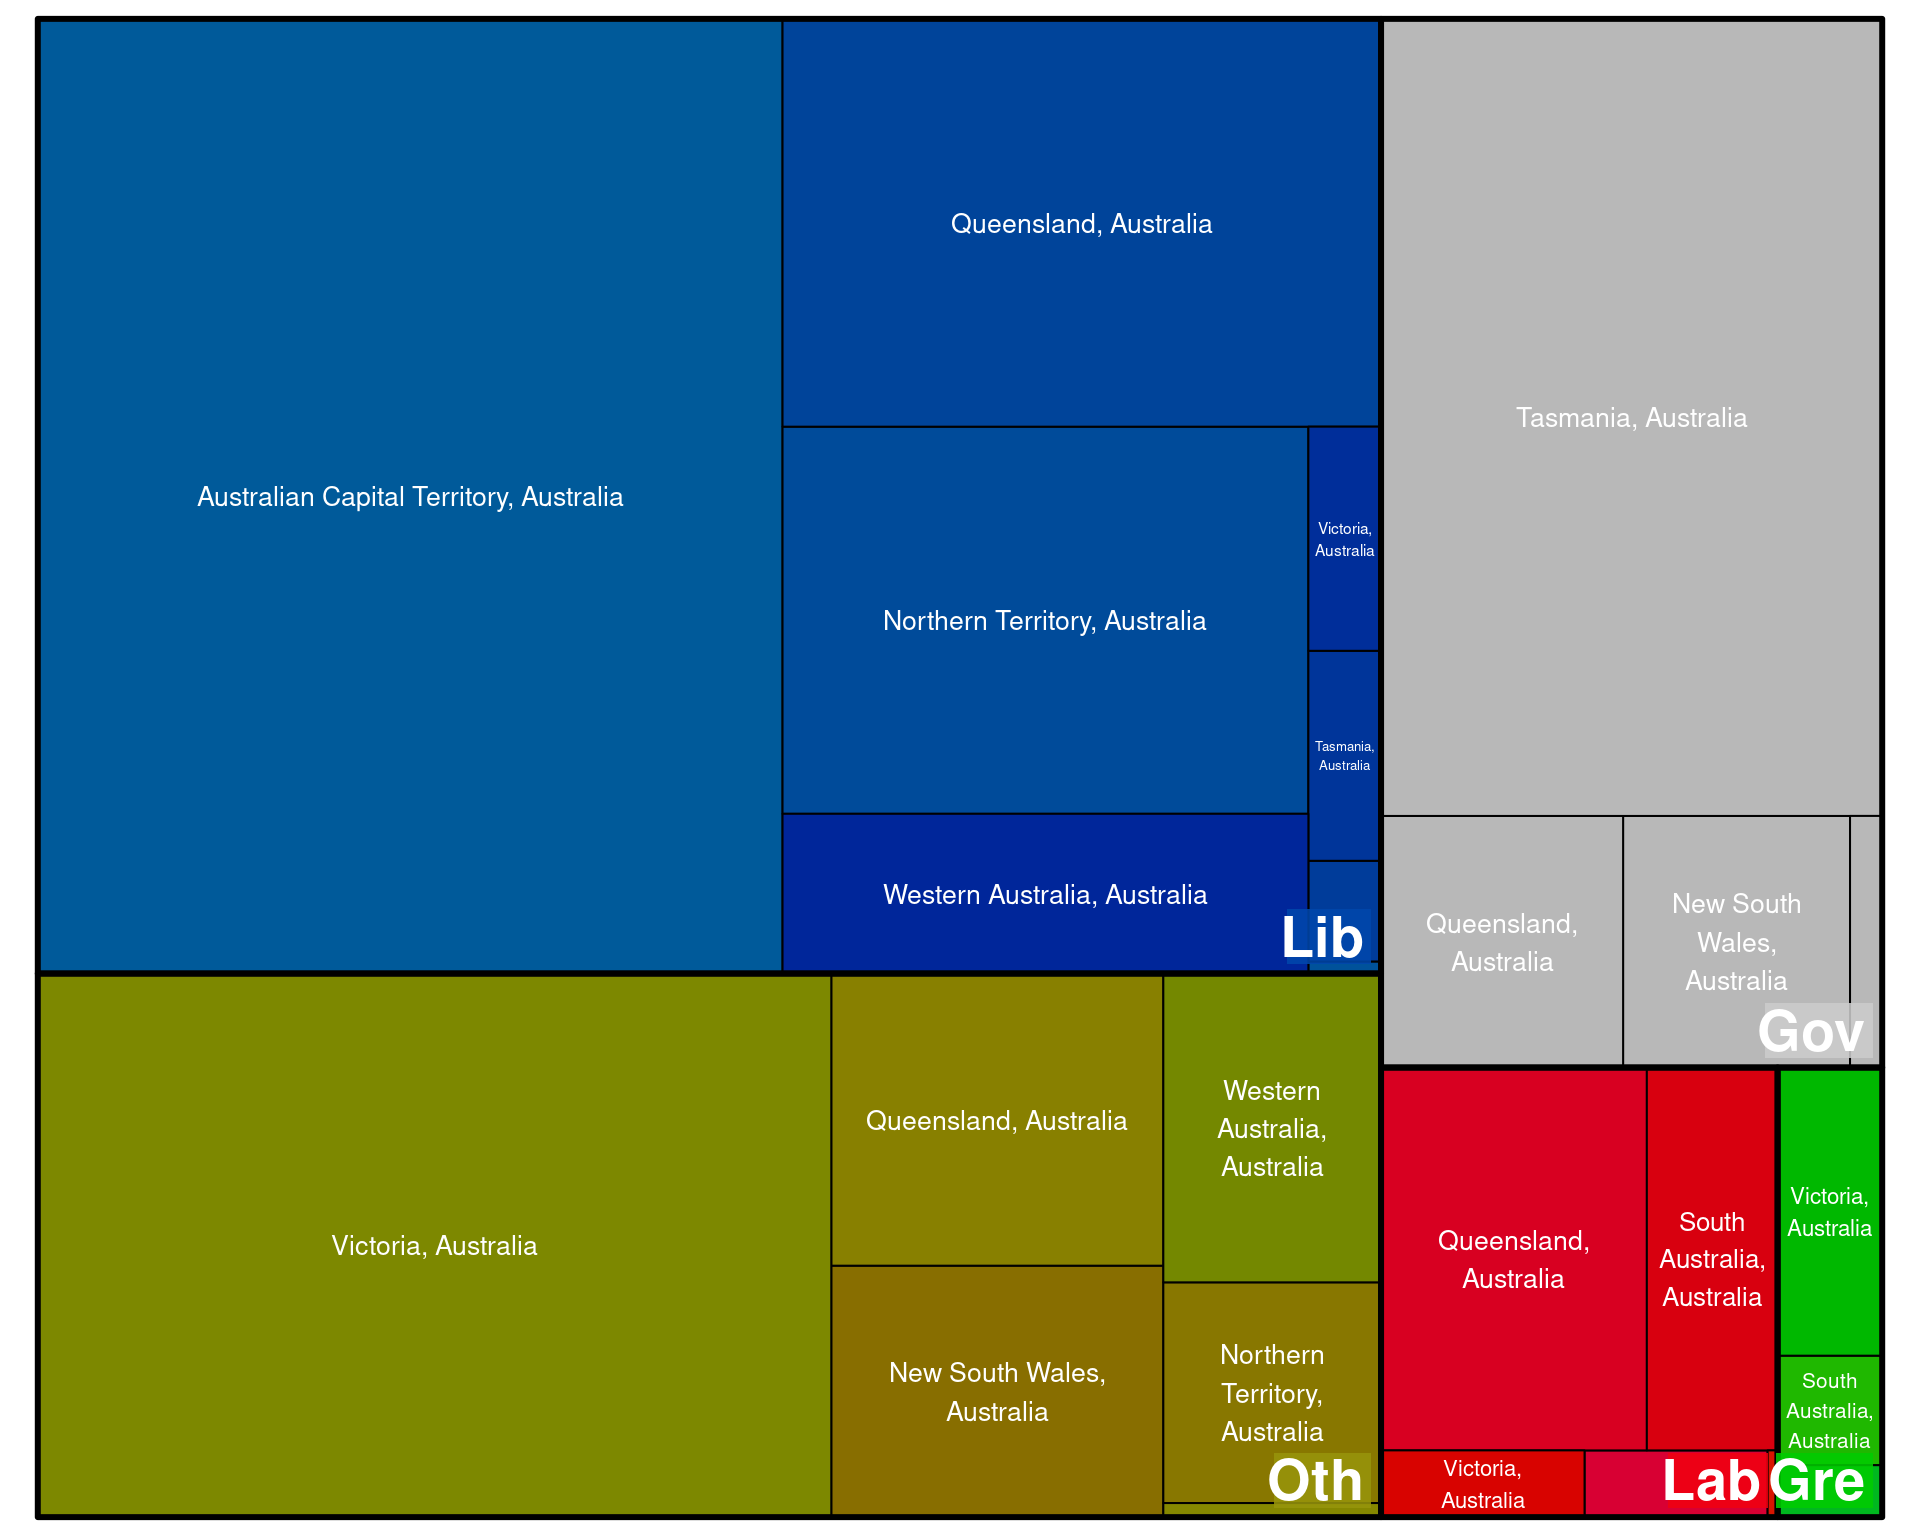 Australian Capital Territory, Australia
Queensland, Australia
Northern Territory, Australia
Victoria,
Australia
Tasmania,
Australia
Western Australia, Australia
Lib
Tasmania, Australia
Queensland,
Australia
New South
Wales,
Australia
Gov
Victoria, Australia
Queensland, Australia
New South Wales,
Australia
Western
Australia,
Australia
Northern
Territory,
Australia
Oth
Queensland,
Australia
South
Australia,
Australia
Victoria,
Australia
Lab
Victoria,
Australia
South
Australia,
Australia
Gre